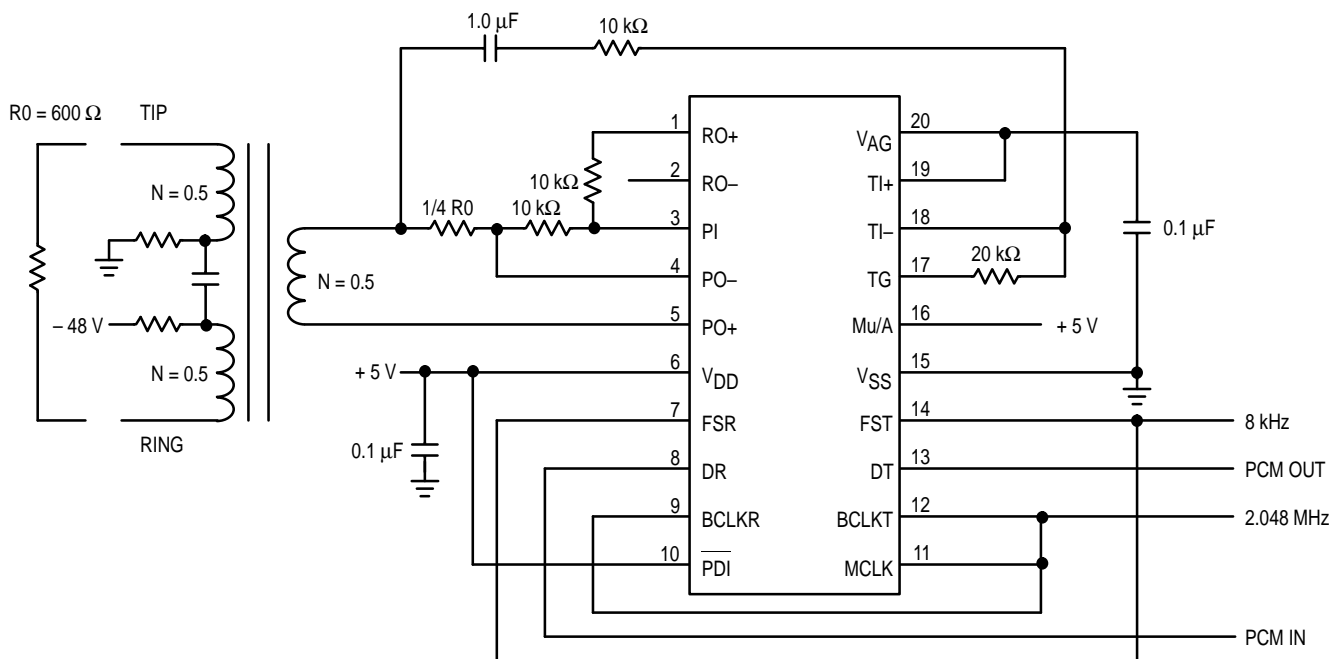 1.0 μF
10 kΩ
R0 = 600 Ω
TIP
N = 0.5
N = 0.5
– 48 V
RING
N = 0.5
1/4 R0
10 kΩ
10 kΩ
+ 5 V
0.1 μF
1 RO+
2 RO–
3 PI
4 PO–
5 PO+
6 VDD
7 FSR
8 DR
9 BCLKR
10 PDI
VAG 20
TI+ 19
TI– 18
TG 17
Mu/A 16
VSS 15
FST 14
DT 13
BCLKT 12
MCLK 11
20 kΩ
0.1 μF
+ 5 V
8 kHz
PCM OUT
2.048 MHz
PCM IN